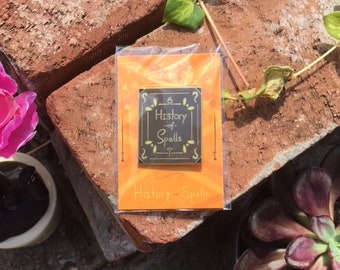 A
History
-of-
Spells
History of Spells